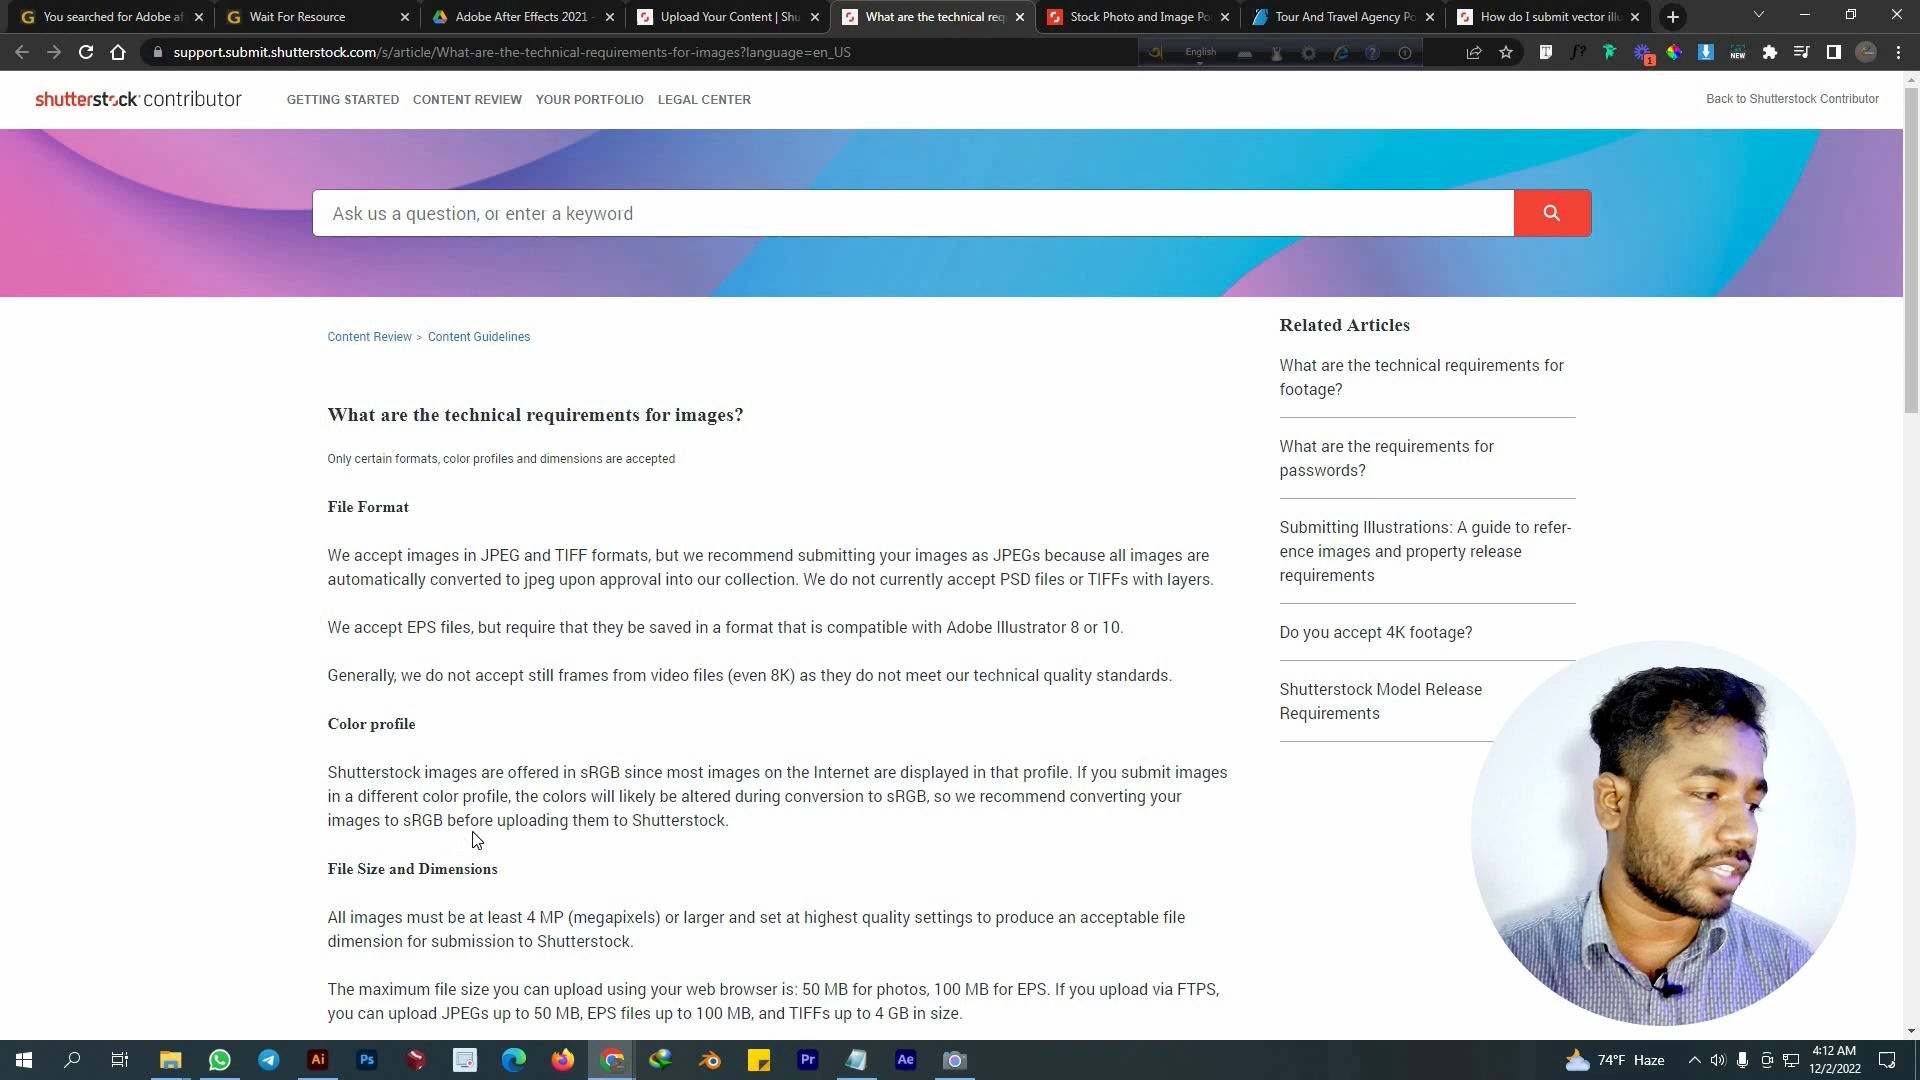 You searched for Adobe af
Wait For Resource
Adobe After Effects 2021 -
Upload Your Content | Shu
What are the technical req
Stock Photo and Image Po
Tour And Travel Agency Po
How do I submit vector illu
support.submit.shutterstock.com/s/article/What-are-the-technical-requirements-for-images?language=en_US
English
shutterstock contributor
GETTING STARTED
CONTENT REVIEW
YOUR PORTFOLIO
LEGAL CENTER
Back to Shutterstock Contributor
Ask us a question, or enter a keyword
Content Review > Content Guidelines
What are the technical requirements for images?
Only certain formats, color profiles and dimensions are accepted
File Format
We accept images in JPEG and TIFF formats, but we recommend submitting your images as JPEGs because all images are
automatically converted to jpeg upon approval into our collection. We do not currently accept PSD files or TIFFs with layers.
We accept EPS files, but require that they be saved in a format that is compatible with Adobe Illustrator 8 or 10.
Generally, we do not accept still frames from video files (even 8K) as they do not meet our technical quality standards.
Color profile
Shutterstock images are offered in sRGB since most images on the Internet are displayed in that profile. If you submit images
in a different color profile, the colors will likely be altered during conversion to sRGB, so we recommend converting your
images to sRGB before uploading them to Shutterstock.
File Size and Dimensions
All images must be at least 4 MP (megapixels) or larger and set at highest quality settings to produce an acceptable file
dimension for submission to Shutterstock.
The maximum file size you can upload using your web browser is: 50 MB for photos, 100 MB for EPS. If you upload via FTPS,
you can upload JPEGs up to 50 MB, EPS files up to 100 MB, and TIFFs up to 4 GB in size.
Related Articles
What are the technical requirements for
footage?
What are the requirements for
passwords?
Submitting Illustrations: A guide to refer-
ence images and property release
requirements
Do you accept 4K footage?
Shutterstock Model Release
Requirements
Ai
Ps
Pr
Ae
74°F Haze
4:12 AM
12/2/2022